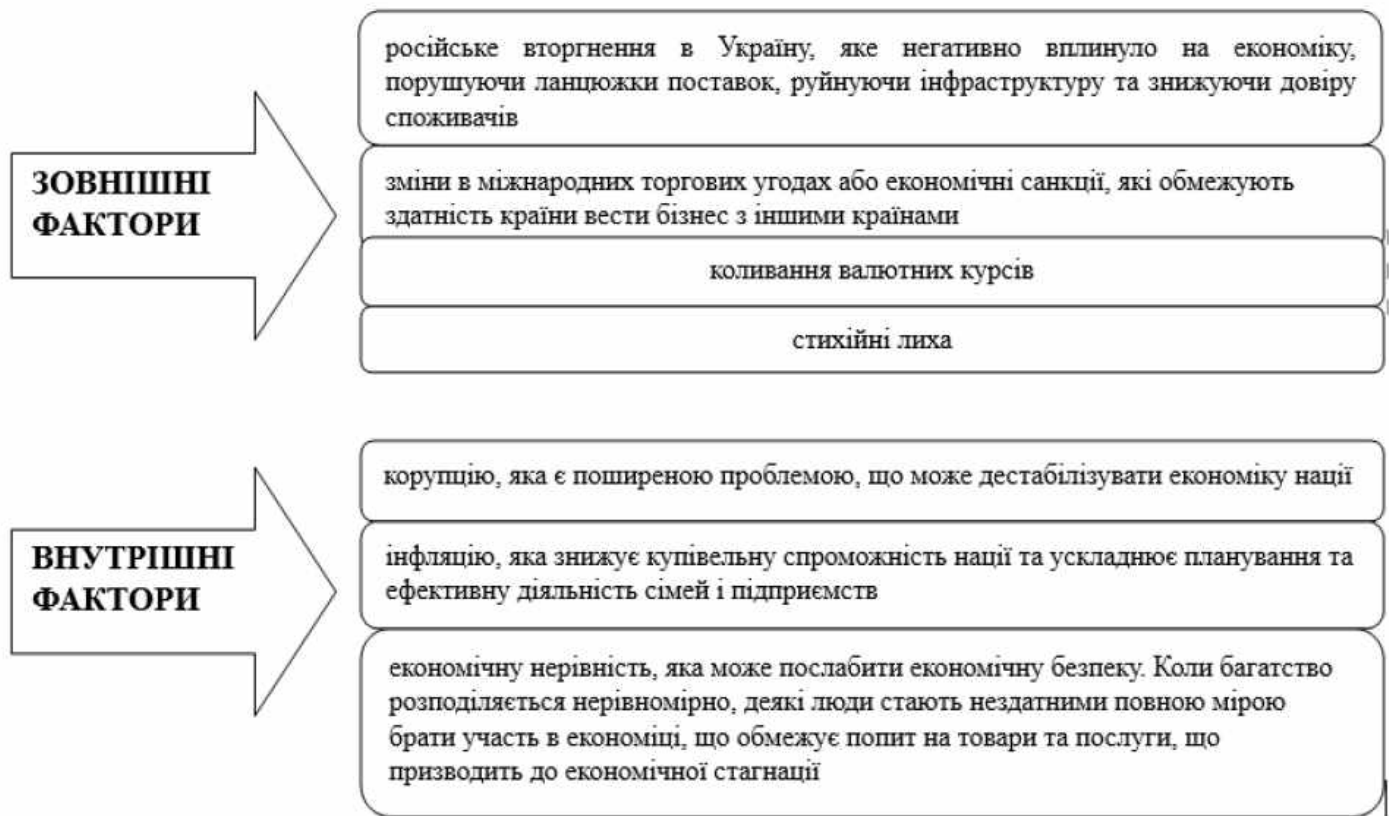 російське вторгнення в Україну, яке негативно вплинуло на економіку,
порушуючи ланцюжки поставок, руйнуючи інфраструктуру та знижуючи довіру
споживачів
ЗОВНІШНІ
ФАКТОРИ
зміни в міжнародних торгових угодах або економічні санкції, які обмежують
здатність країни вести бізнес з іншими країнами
коливання валютних курсів
стихійні лиха
корупцію, яка є поширеною проблемою, що може дестабілізувати економіку нації
ВНУТРІШНІ
ФАКТОРИ
інфляцію, яка знижує купівельну спроможність нації та ускладнює планування та
ефективну діяльність сімей і підприємств
економічну нерівність, яка може послабити економічну безпеку. Коли багатство
розподіляється нерівномірно, деякі люди стають нездатними повною мірою
брати участь в економіці, що обмежує попит на товари та послуги, що
призводить до економічної стагнації